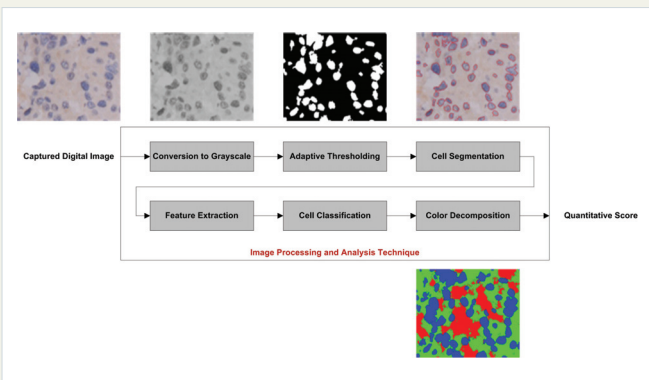 Captured Digital Image
Conversion to Grayscale
Adaptive Thresholding
Cell Segmentation
Feature Extraction
Cell Classification
Color Decomposition
Quantitative Score
Image Processing and Analysis Technique